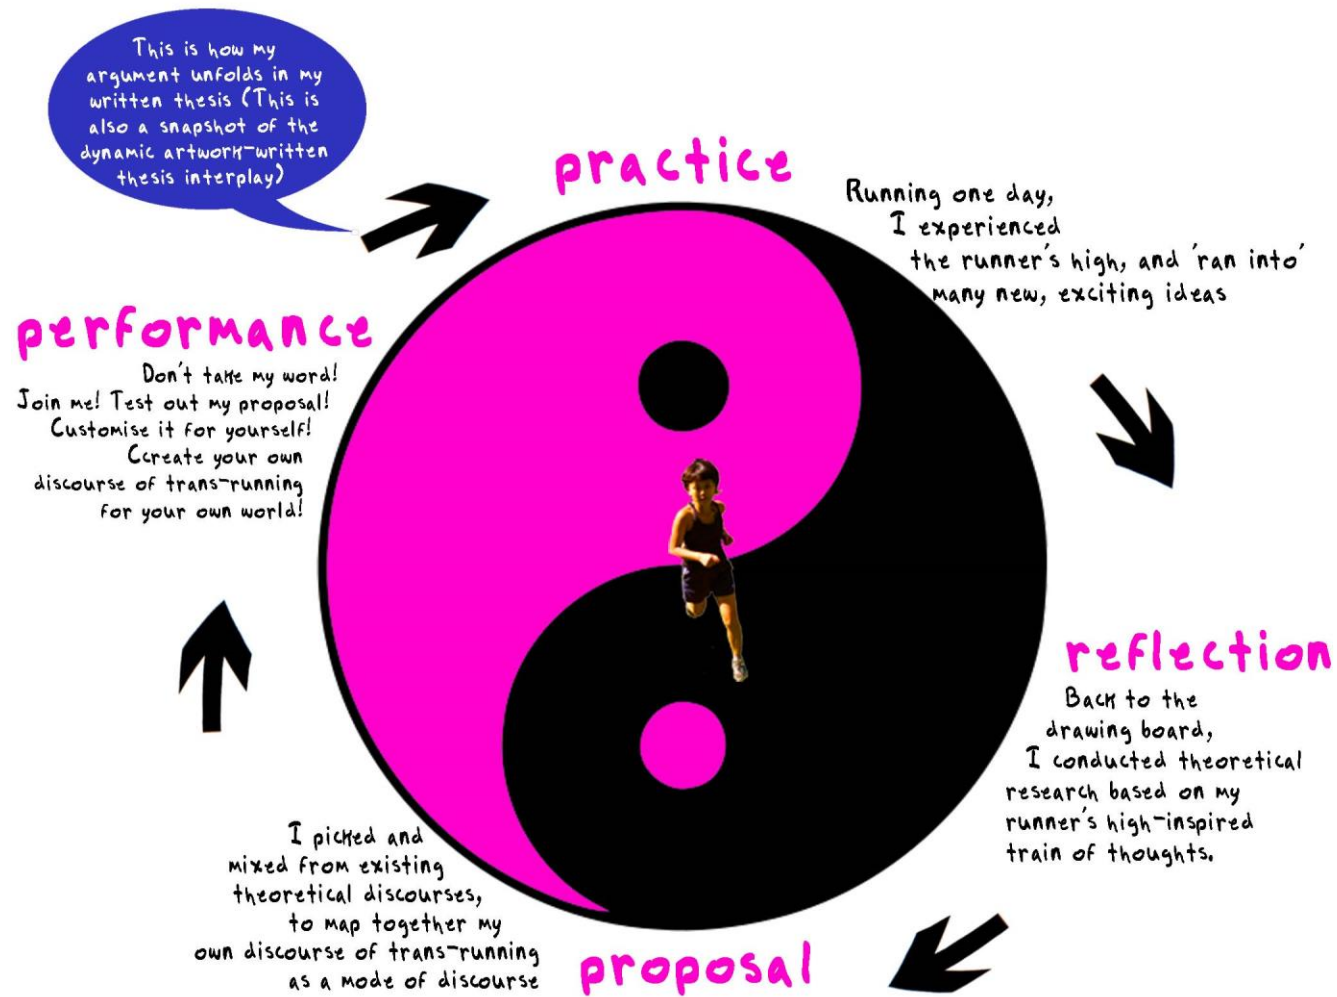 This is how my
argument unfolds in my
written thesis (This is
also a snapshot of the
dynamic artwork-written
thesis interplay)
practice
Running one day,
I experienced
the runner's high, and 'ran into'
many new, exciting ideas
reflection
Back to the
drawing board,
I conducted theoretical
research based on my
runner's high-inspired
train of thoughts.
proposal
I picked and
mixed from existing
theoretical discourses,
to map together my
own discourse of trans-running
as a mode of discourse
performance
Don't take my word!
Join me! Test out my proposal!
Customise it for yourself!
Ccreate your own
discourse of trans-running
for your own world!